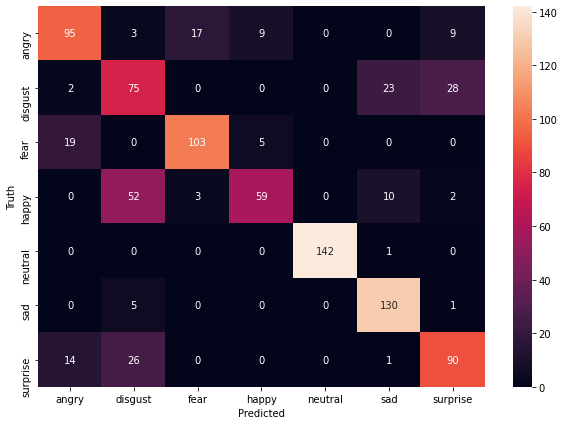 angry 95 3 17 9 0 0 9
disgust 2 75 0 0 0 23 28
fear 19 0 103 5 0 0 0
happy 0 52 3 59 0 10 2
neutral 0 0 0 0 142 1 0
sad 0 5 0 0 0 130 1
surprise 14 26 0 0 0 1 90
Truth
angry disgust fear happy neutral sad surprise
Predicted
140
120
100
80
60
40
20
0